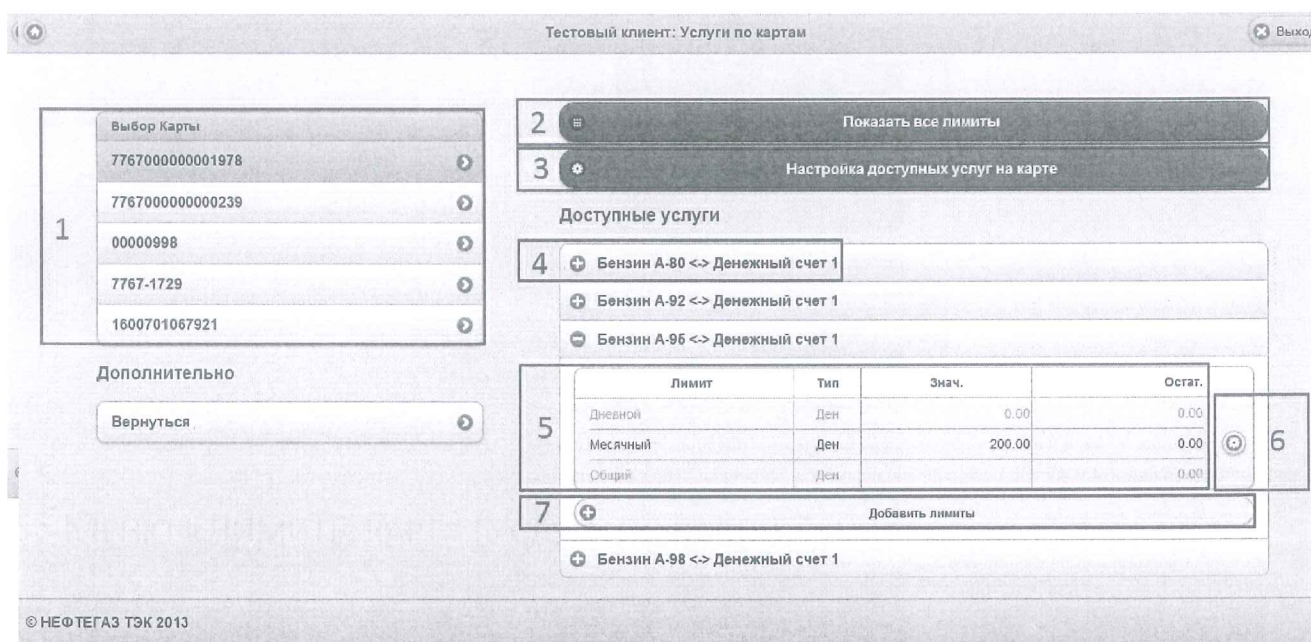 Тестовый клиент: Услуги по картам
Выход
1
Выбор Карты
7767000000001978
7767000000000239
00000998
7767-1729
1600701067921
Дополнительно
Вернуться
2 Показать все лимиты
3 Настройка доступных услуг на карте
Доступные услуги
4 Бензин А-80 <-> Денежный счет 1
Бензин А-92 <-> Денежный счет 1
Бензин А-95 <-> Денежный счет 1
5
Лимит Тип Знач. Остат.
Дневной Ден 0.00 0.00
Месячный Ден 200.00 0.00
Общий Ден 0.00
6
7 Добавить лимиты
Бензин А-98 <-> Денежный счет 1
© НЕФТЕГАЗ ТЭК 2013